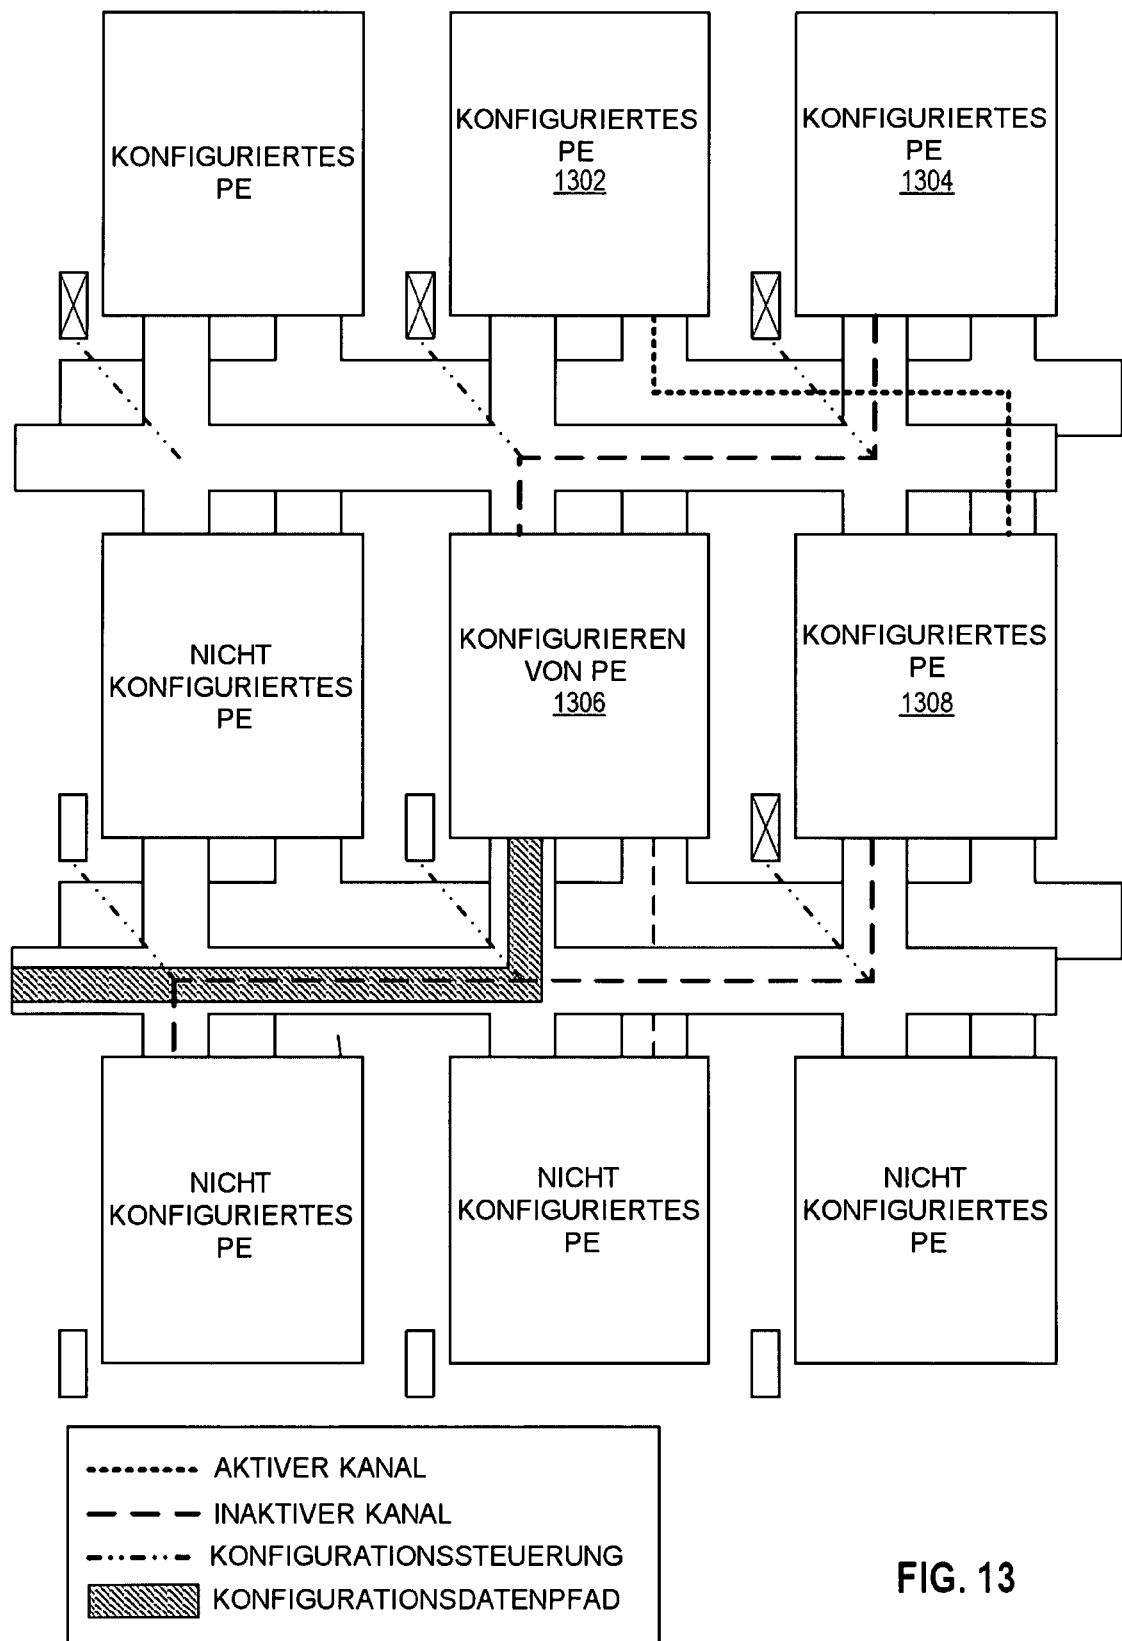 KONFIGURIERTES
PE
KONFIGURIERTES
PE
1302
KONFIGURIERTES
PE
1304
NICHT
KONFIGURIERTES
PE
KONFIGURIEREN
VON PE
1306
KONFIGURIERTES
PE
1308
NICHT
KONFIGURIERTES
PE
NICHT
KONFIGURIERTES
PE
NICHT
KONFIGURIERTES
PE
AKTIVER KANAL
INAKTIVER KANAL
KONFIGURATIONSSTEUERUNG
KONFIGURATIONSDATENPFAD
FIG. 13